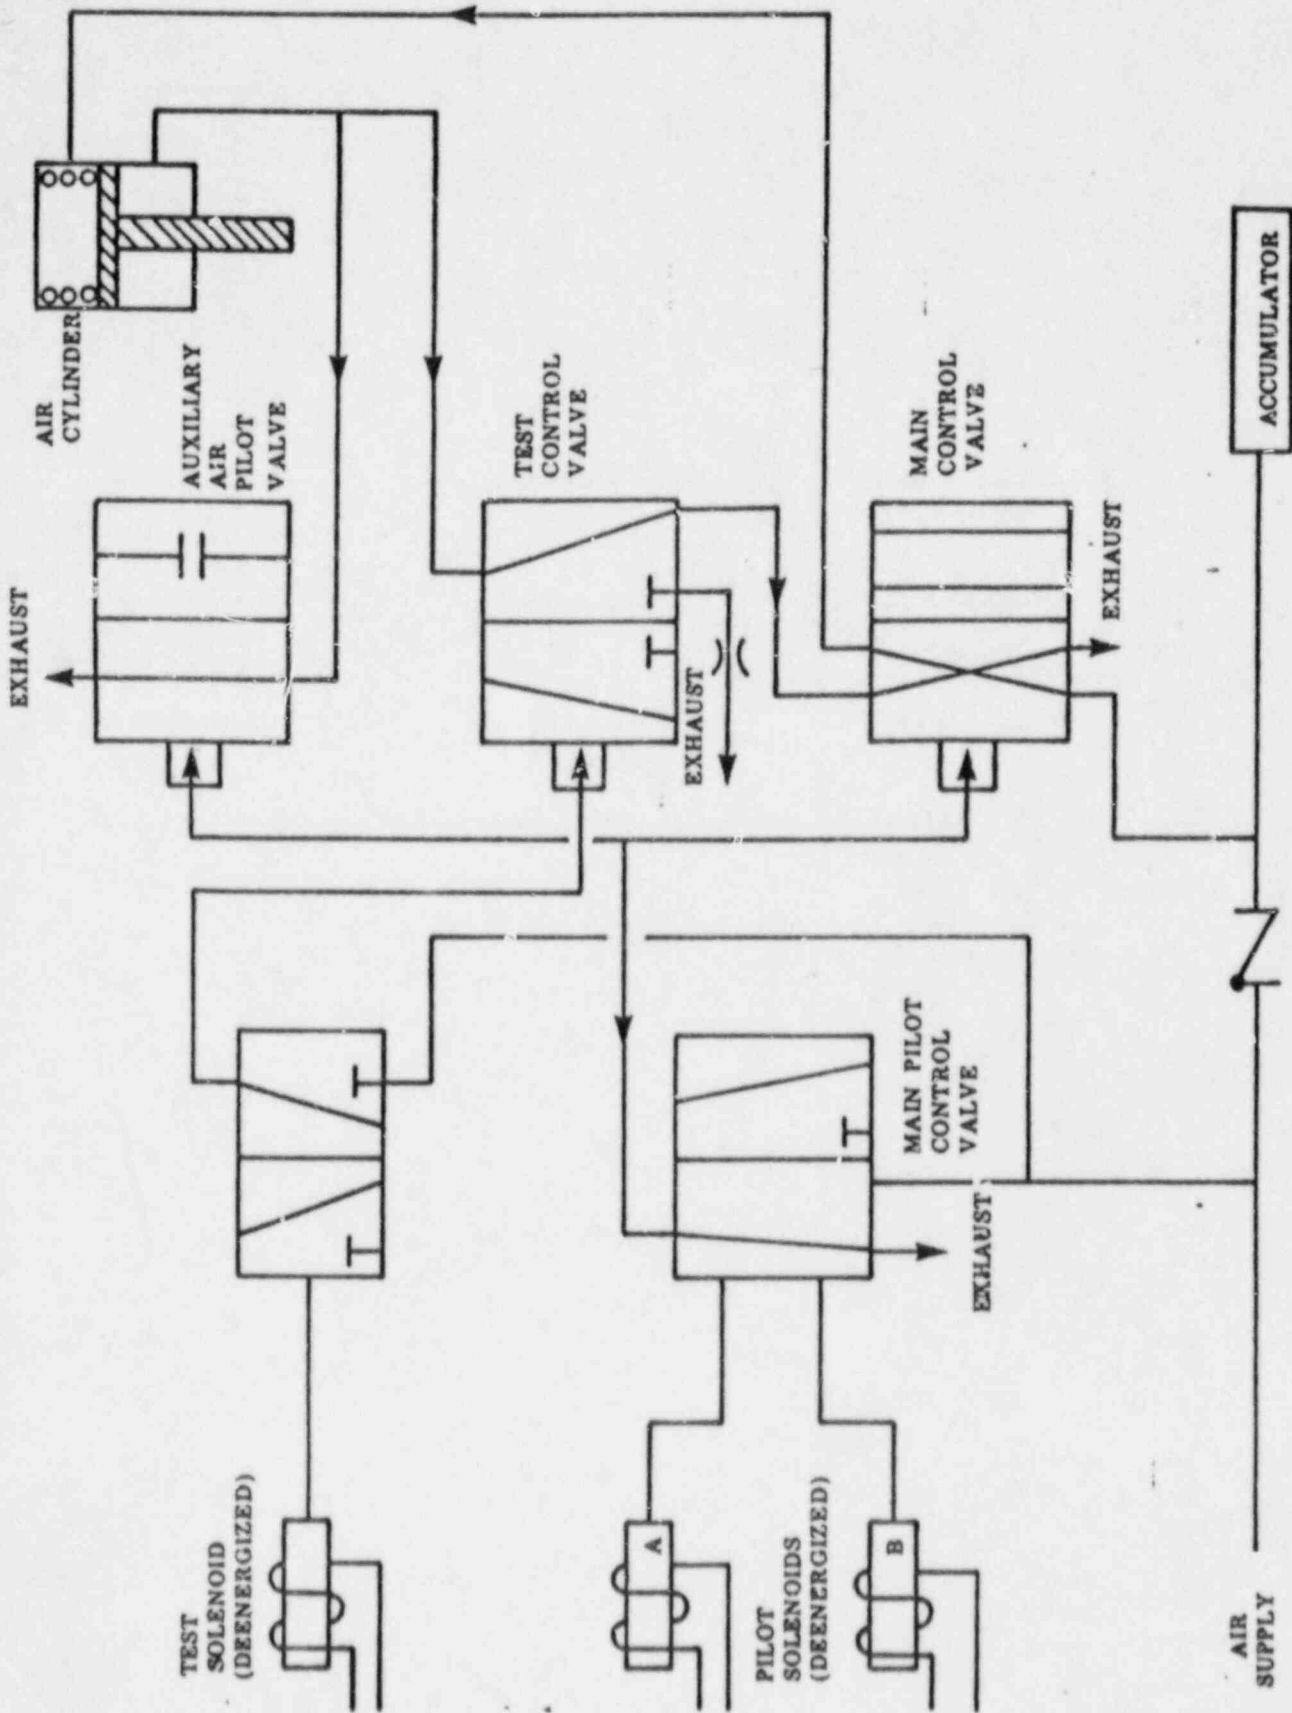 AIR
CYLINDER
AUXILIARY
AIR
PILOT
VALVE
EXHAUST
TEST
CONTROL
VALVE
EXHAUST
MAIN
CONTROL
VALVE
EXHAUST
ACCUMULATOR
MAIN PILOT
CONTROL
VALVE
EXHAUST
TEST
SOLENOID
(DEENERGIZED)
A
PILOT
SOLENOIDS
(DEENERGIZED)
B
AIR
SUPPLY